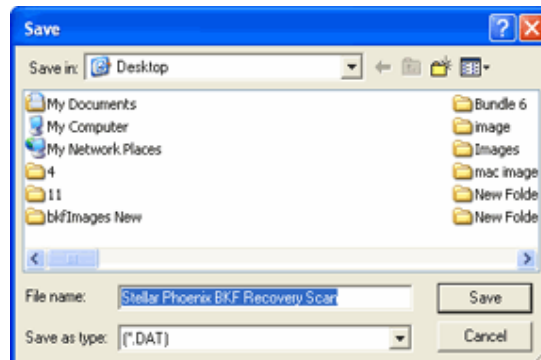 Save
Save in: Desktop
My Documents
My Computer
My Network Places
4
11
bkfImages New
Bundle 6
image
Images
mac image
New Folde
New Folde
File name: Stellar Phoenix BKF Recovery Scan
Save
Save as type: (*.DAT)
Cancel